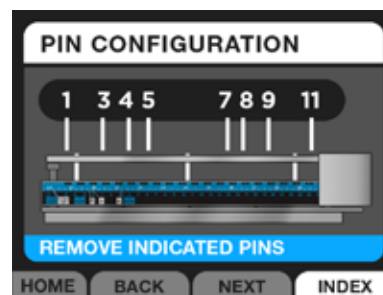 PIN CONFIGURATION
1 3 4 5 7 8 9 11
REMOVE INDICATED PINS
HOME BACK NEXT INDEX